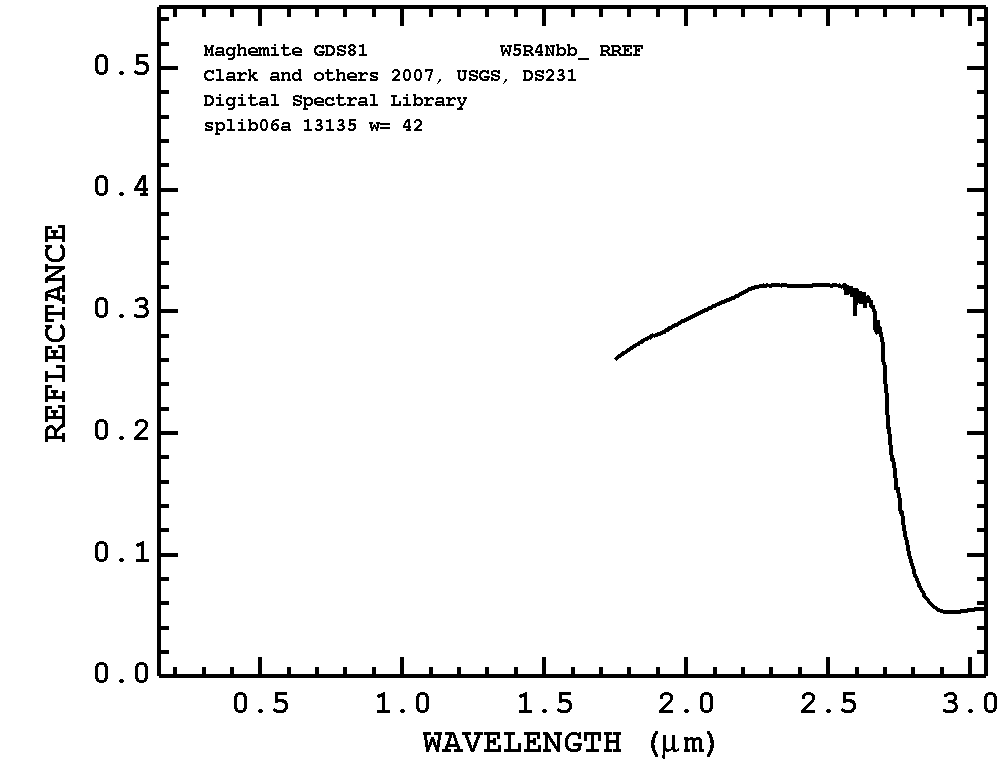 Maghemite GDS81 W5R4Nbb_ RREF
Clark and others 2007, USGS, DS231
Digital Spectral Library
splib06a 13135 w= 42
0.5
0.4
0.3
0.2
0.1
0.0
REFLECTANCE
0.5 1.0 1.5 2.0 2.5 3.0
WAVELENGTH (μm)